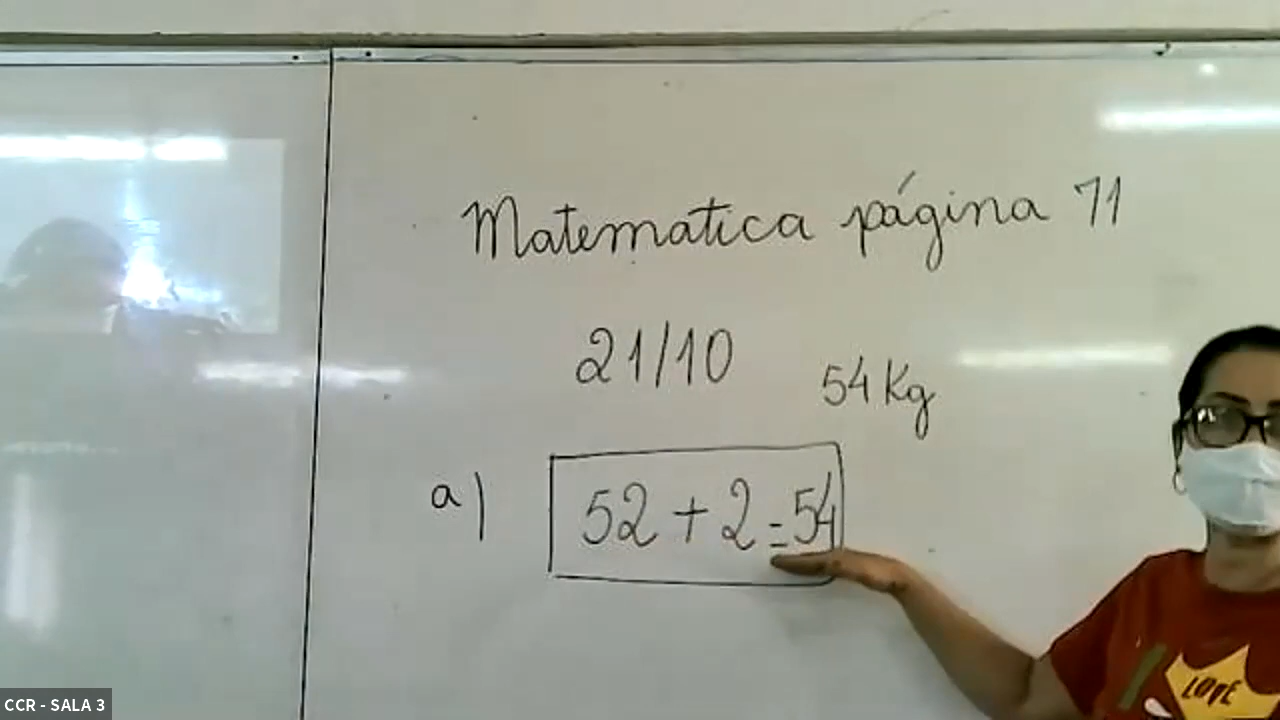 Matematica página 71
21/10
54 Kg
a) 52 + 2 = 54
LOVE
CCR - SALA 3